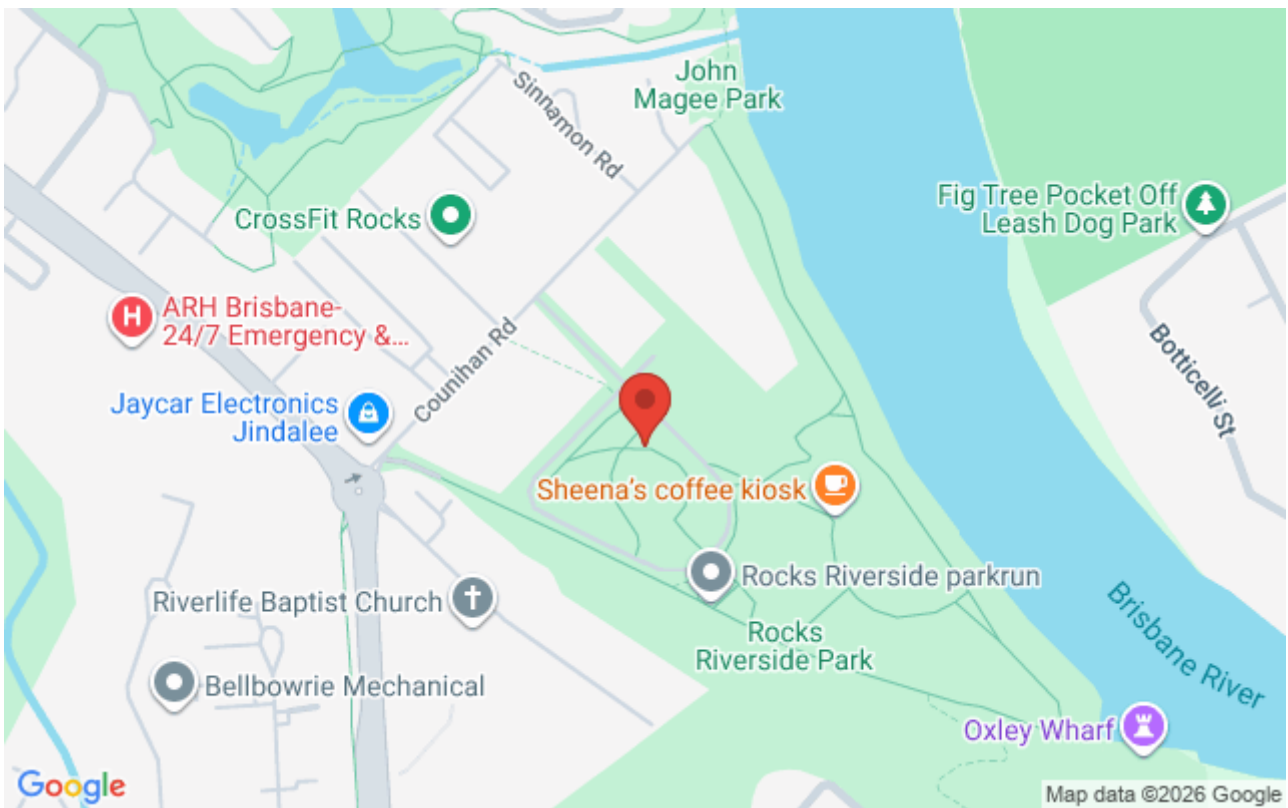 John
Magee Park
Sinnamon Rd
Fig Tree Pocket Off
Leash Dog Park
CrossFit Rocks
ARH Brisbane-
24/7 Emergency &...
Counihan Rd
Botticelli St
Jaycar Electronics
Jindalee
Sheena's coffee kiosk
Rocks Riverside parkrun
Riverlife Baptist Church
Rocks
Riverside Park
Brisbane River
Bellbowrie Mechanical
Oxley Wharf
Google
Map data ©2026 Google